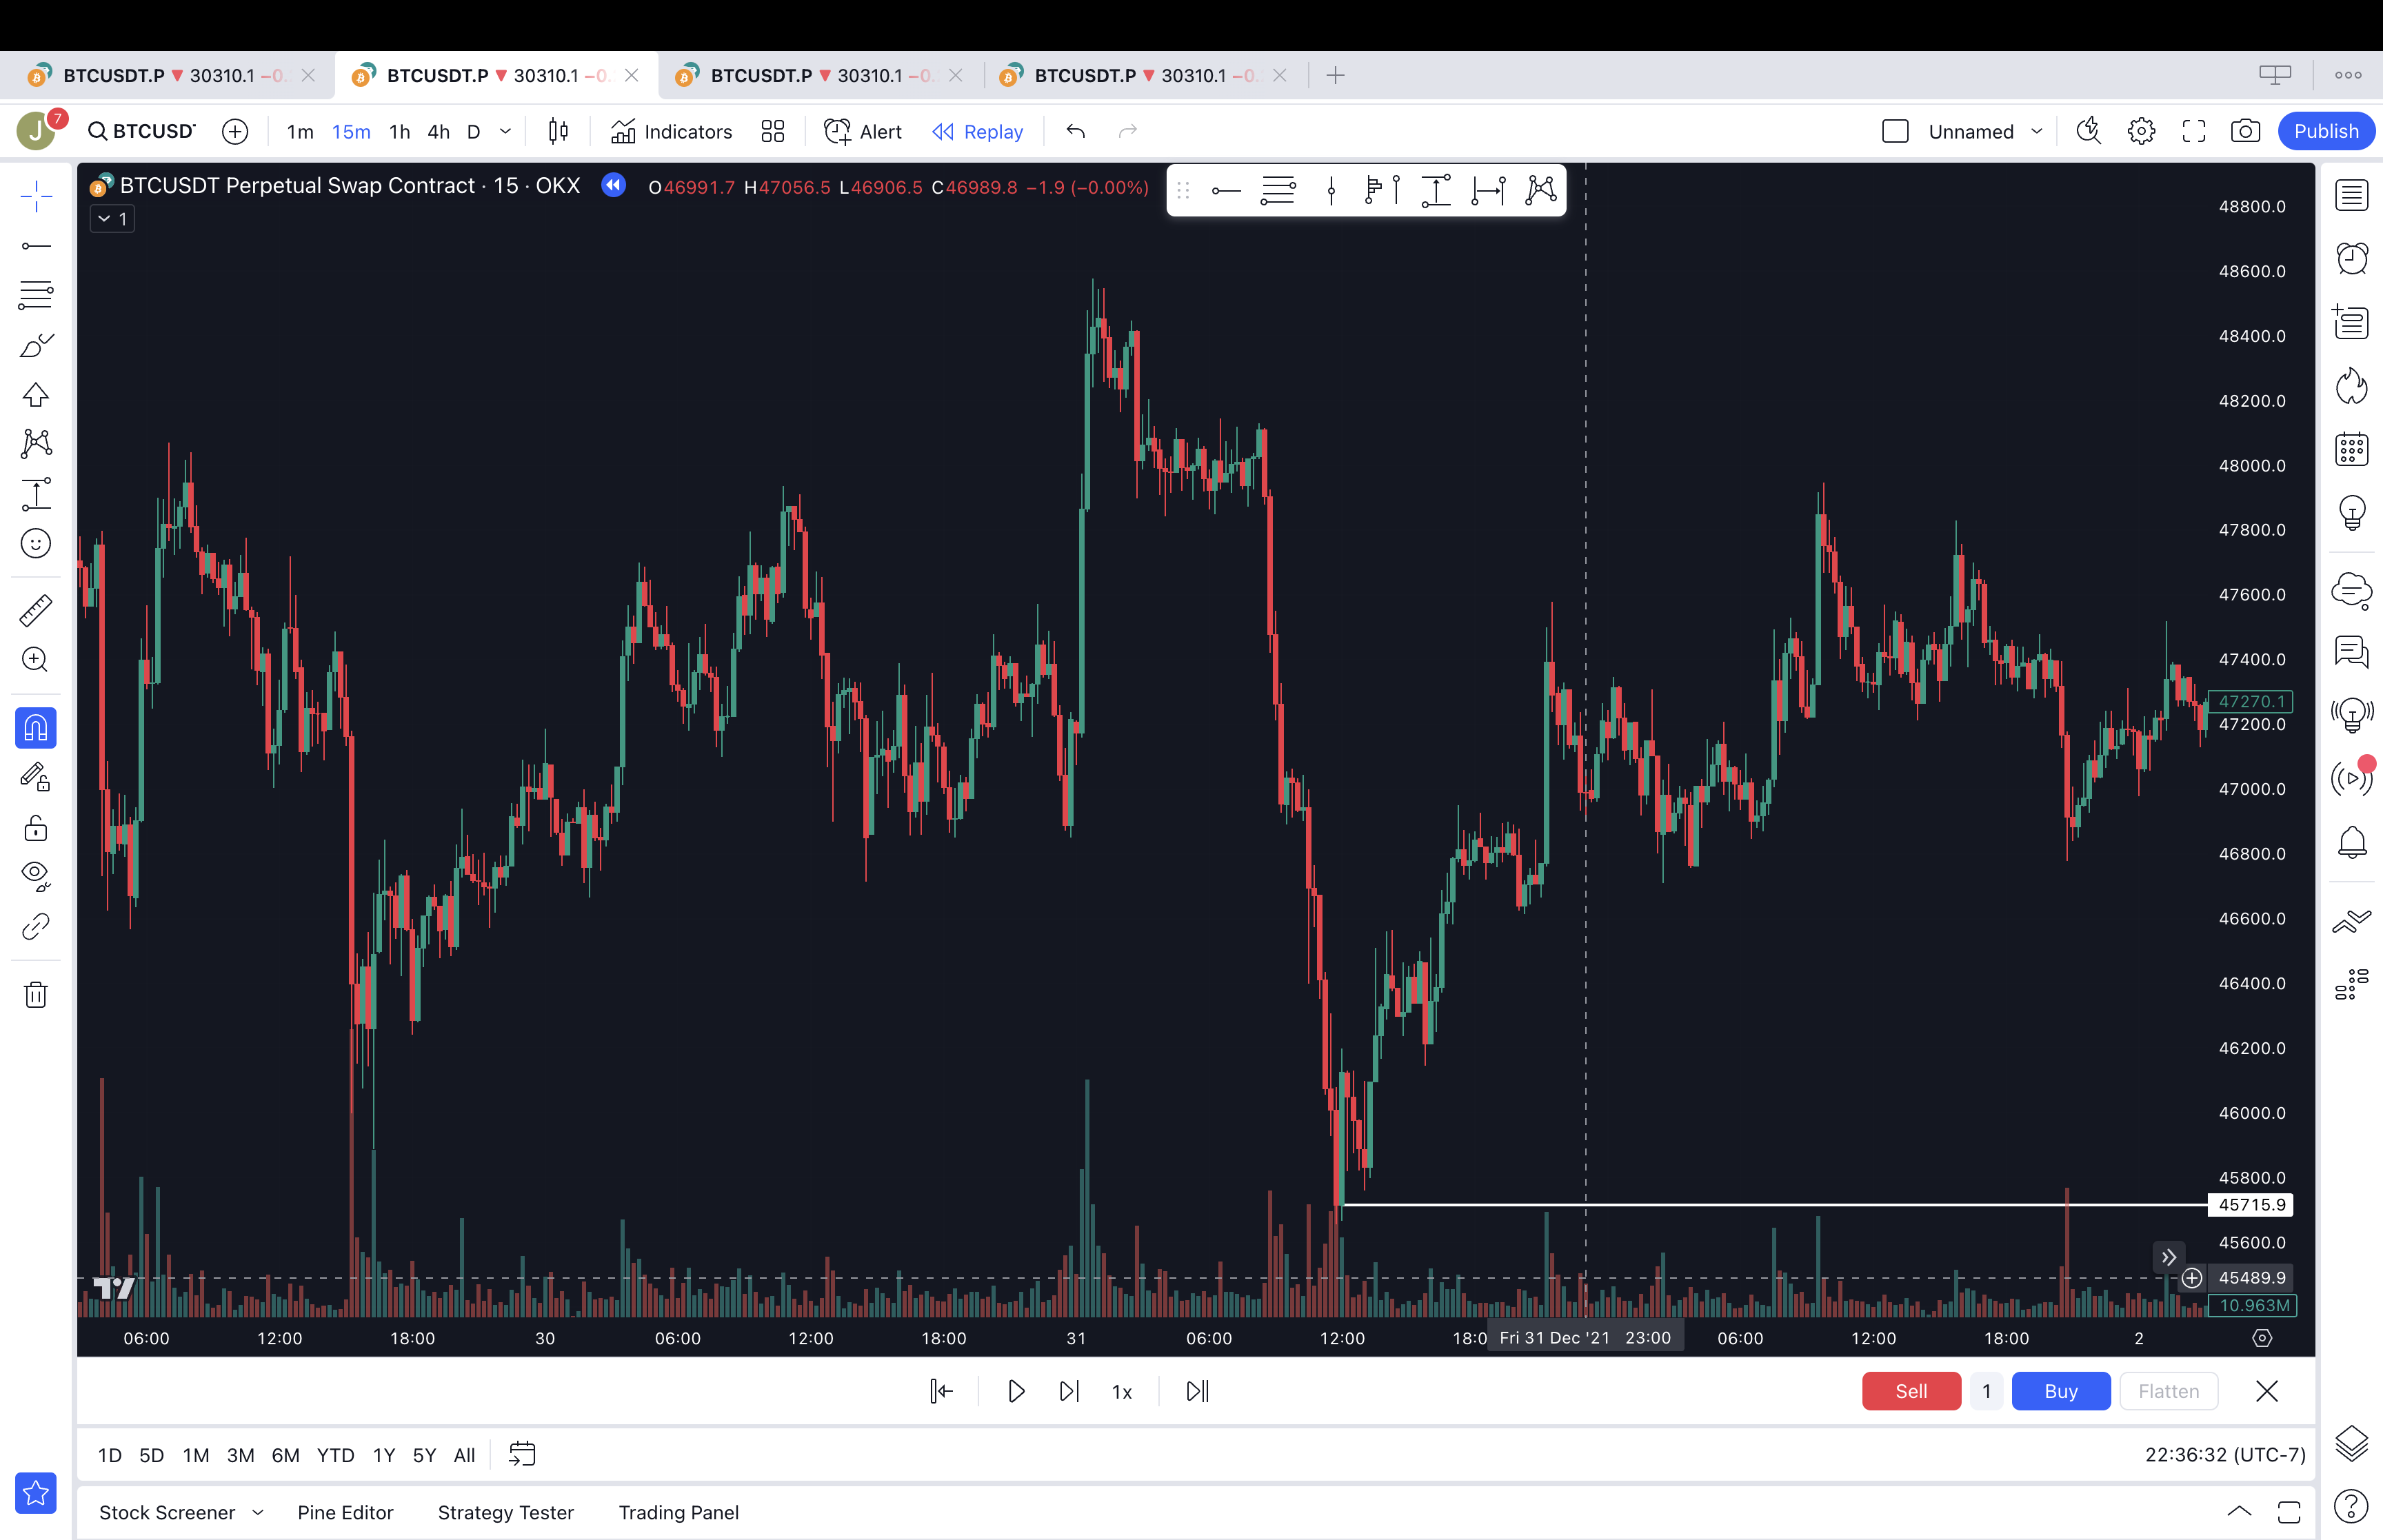 BTCUSDT.P ▼ 30310.1 −0. BTCUSDT.P ▼ 30310.1 −0. BTCUSDT.P ▼ 30310.1 −0. BTCUSDT.P ▼ 30310.1 −0.
J 7 BTCUSD 1m 15m 1h 4h D Indicators Alert Replay Unnamed Publish
BTCUSDT Perpetual Swap Contract · 15 · OKX O46991.7 H47056.5 L46906.5 C46989.8 −1.9 (−0.00%)
1
48800.0
48600.0
48400.0
48200.0
48000.0
47800.0
47600.0
47400.0
47270.1
47200.0
47000.0
46800.0
46600.0
46400.0
46200.0
46000.0
45800.0
45715.9
45600.0
45489.9
10.963M
06:00 12:00 18:00 30 06:00 12:00 18:00 31 06:00 12:00 18:0 Fri 31 Dec '21 23:00 06:00 12:00 18:00 2
1x Sell 1 Buy Flatten
1D 5D 1M 3M 6M YTD 1Y 5Y All 22:36:32 (UTC-7)
Stock Screener Pine Editor Strategy Tester Trading Panel